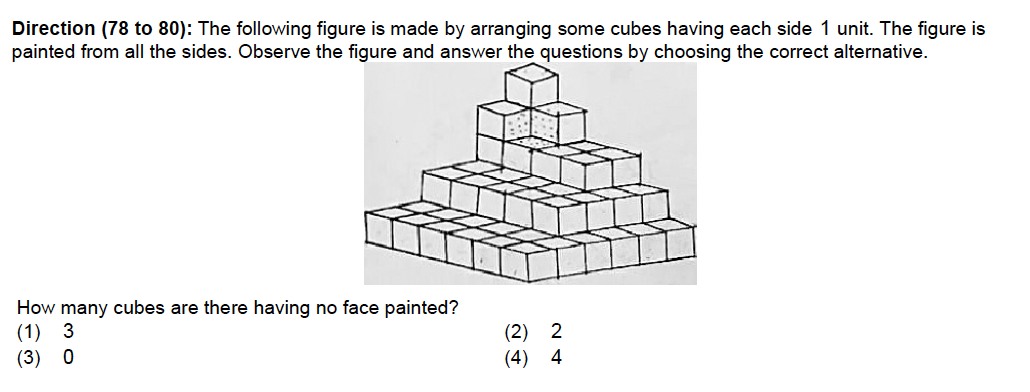 Direction (78 to 80): The following figure is made by arranging some cubes having each side 1 unit. The figure is
painted from all the sides. Observe the figure and answer the questions by choosing the correct alternative.
How many cubes are there having no face painted?
(1) 3 (2) 2
(3) 0 (4) 4